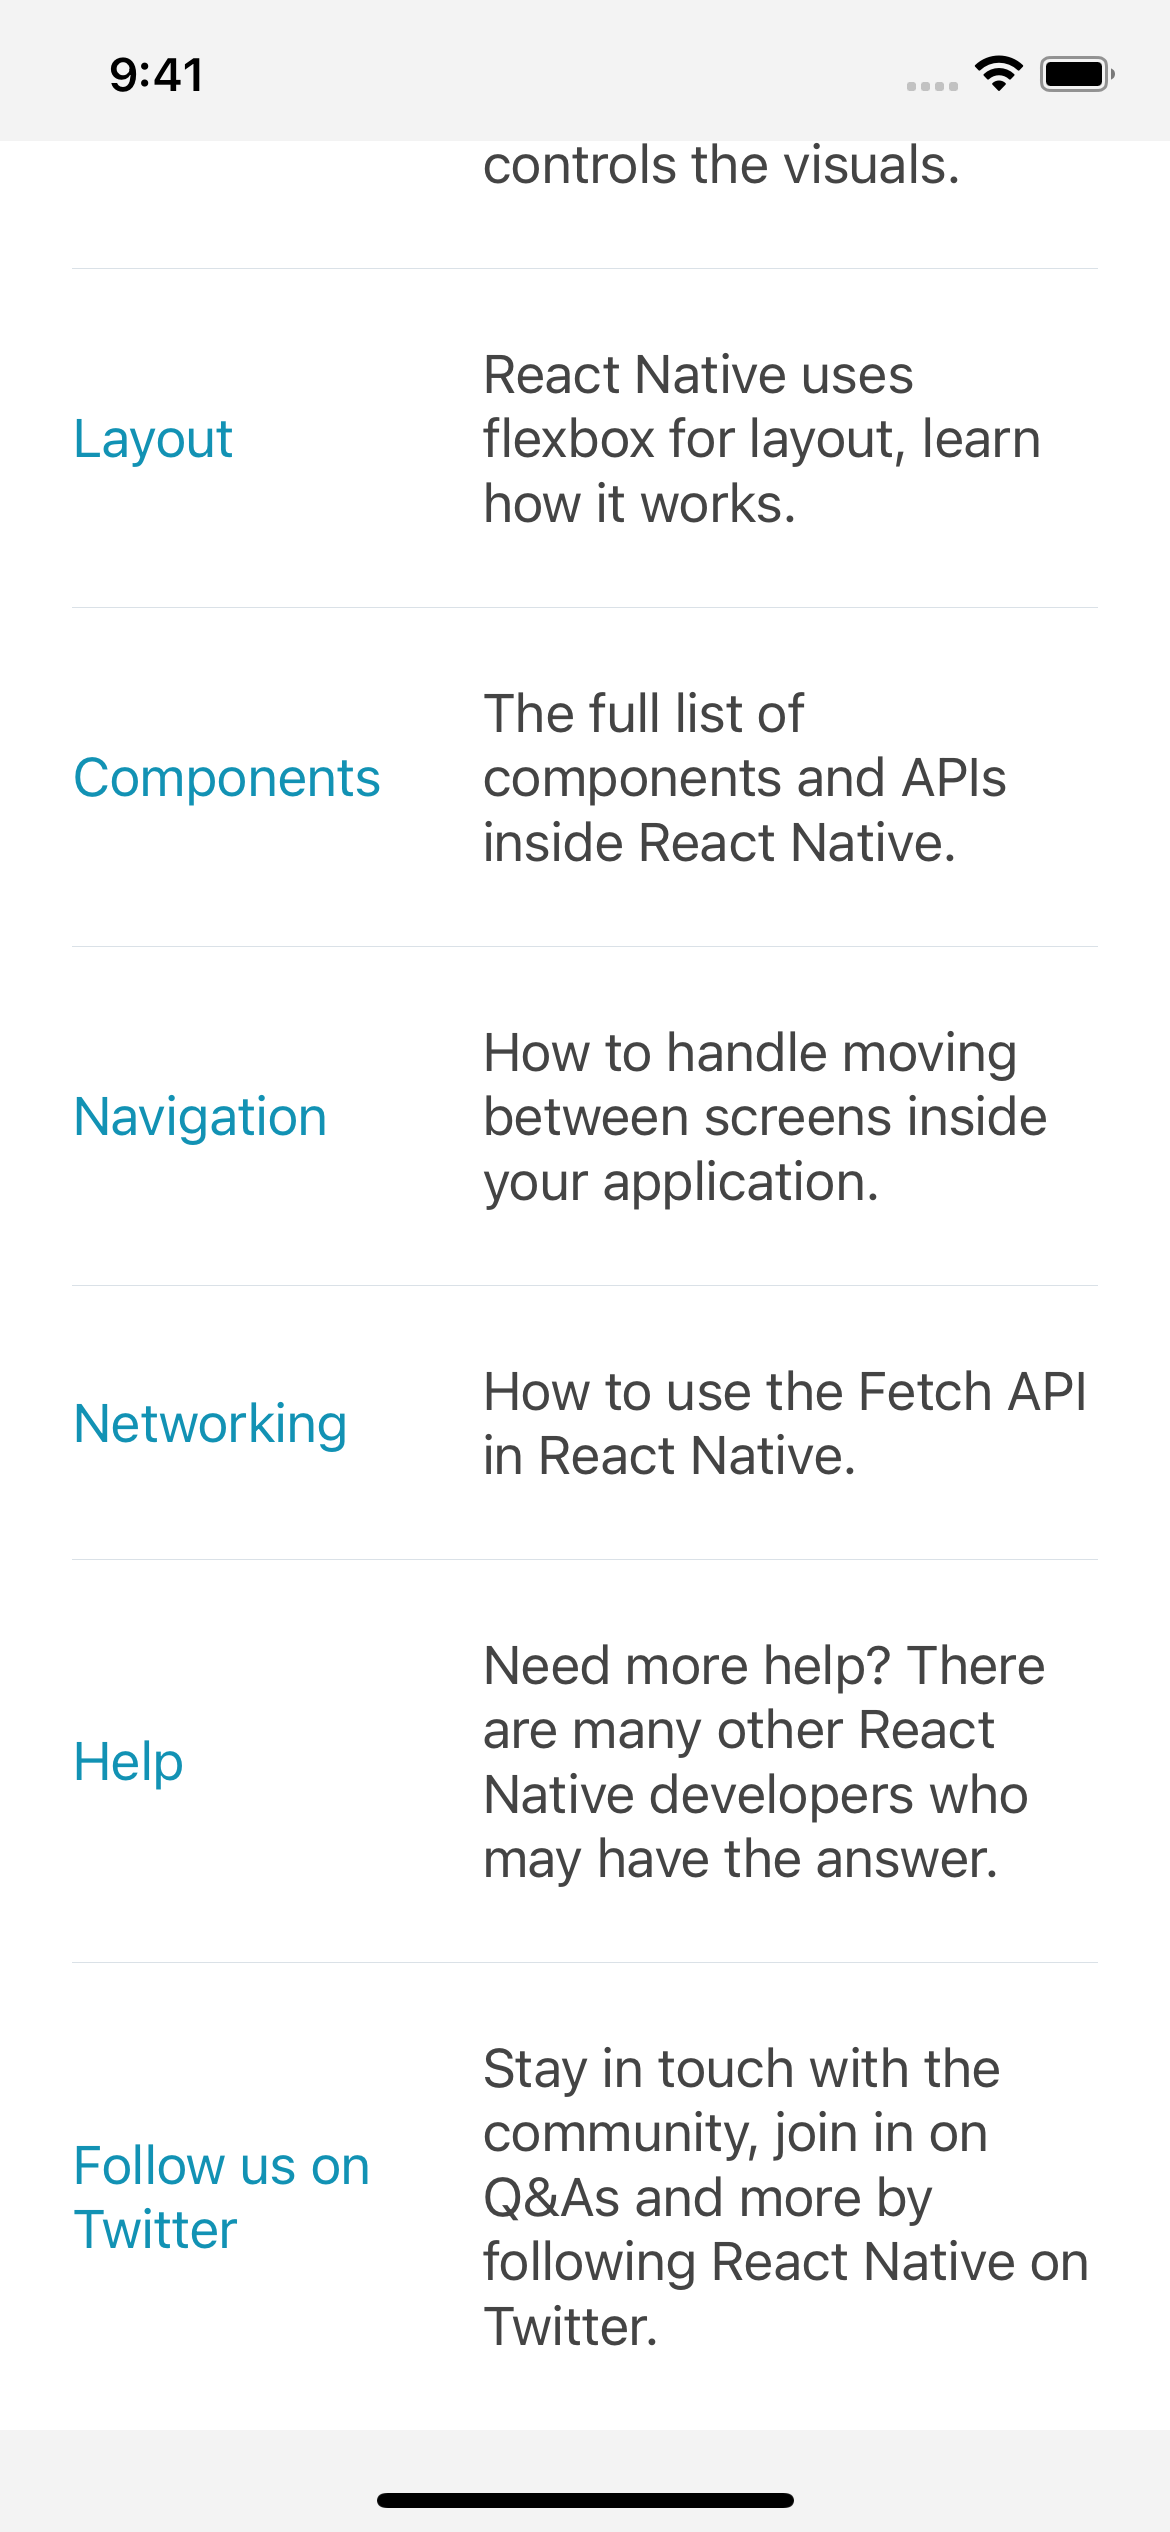 9:41
controls the visuals.
Layout
React Native uses
flexbox for layout, learn
how it works.
Components
The full list of
components and APIs
inside React Native.
Navigation
How to handle moving
between screens inside
your application.
Networking
How to use the Fetch API
in React Native.
Help
Need more help? There
are many other React
Native developers who
may have the answer.
Follow us on
Twitter
Stay in touch with the
community, join in on
Q&As and more by
following React Native on
Twitter.